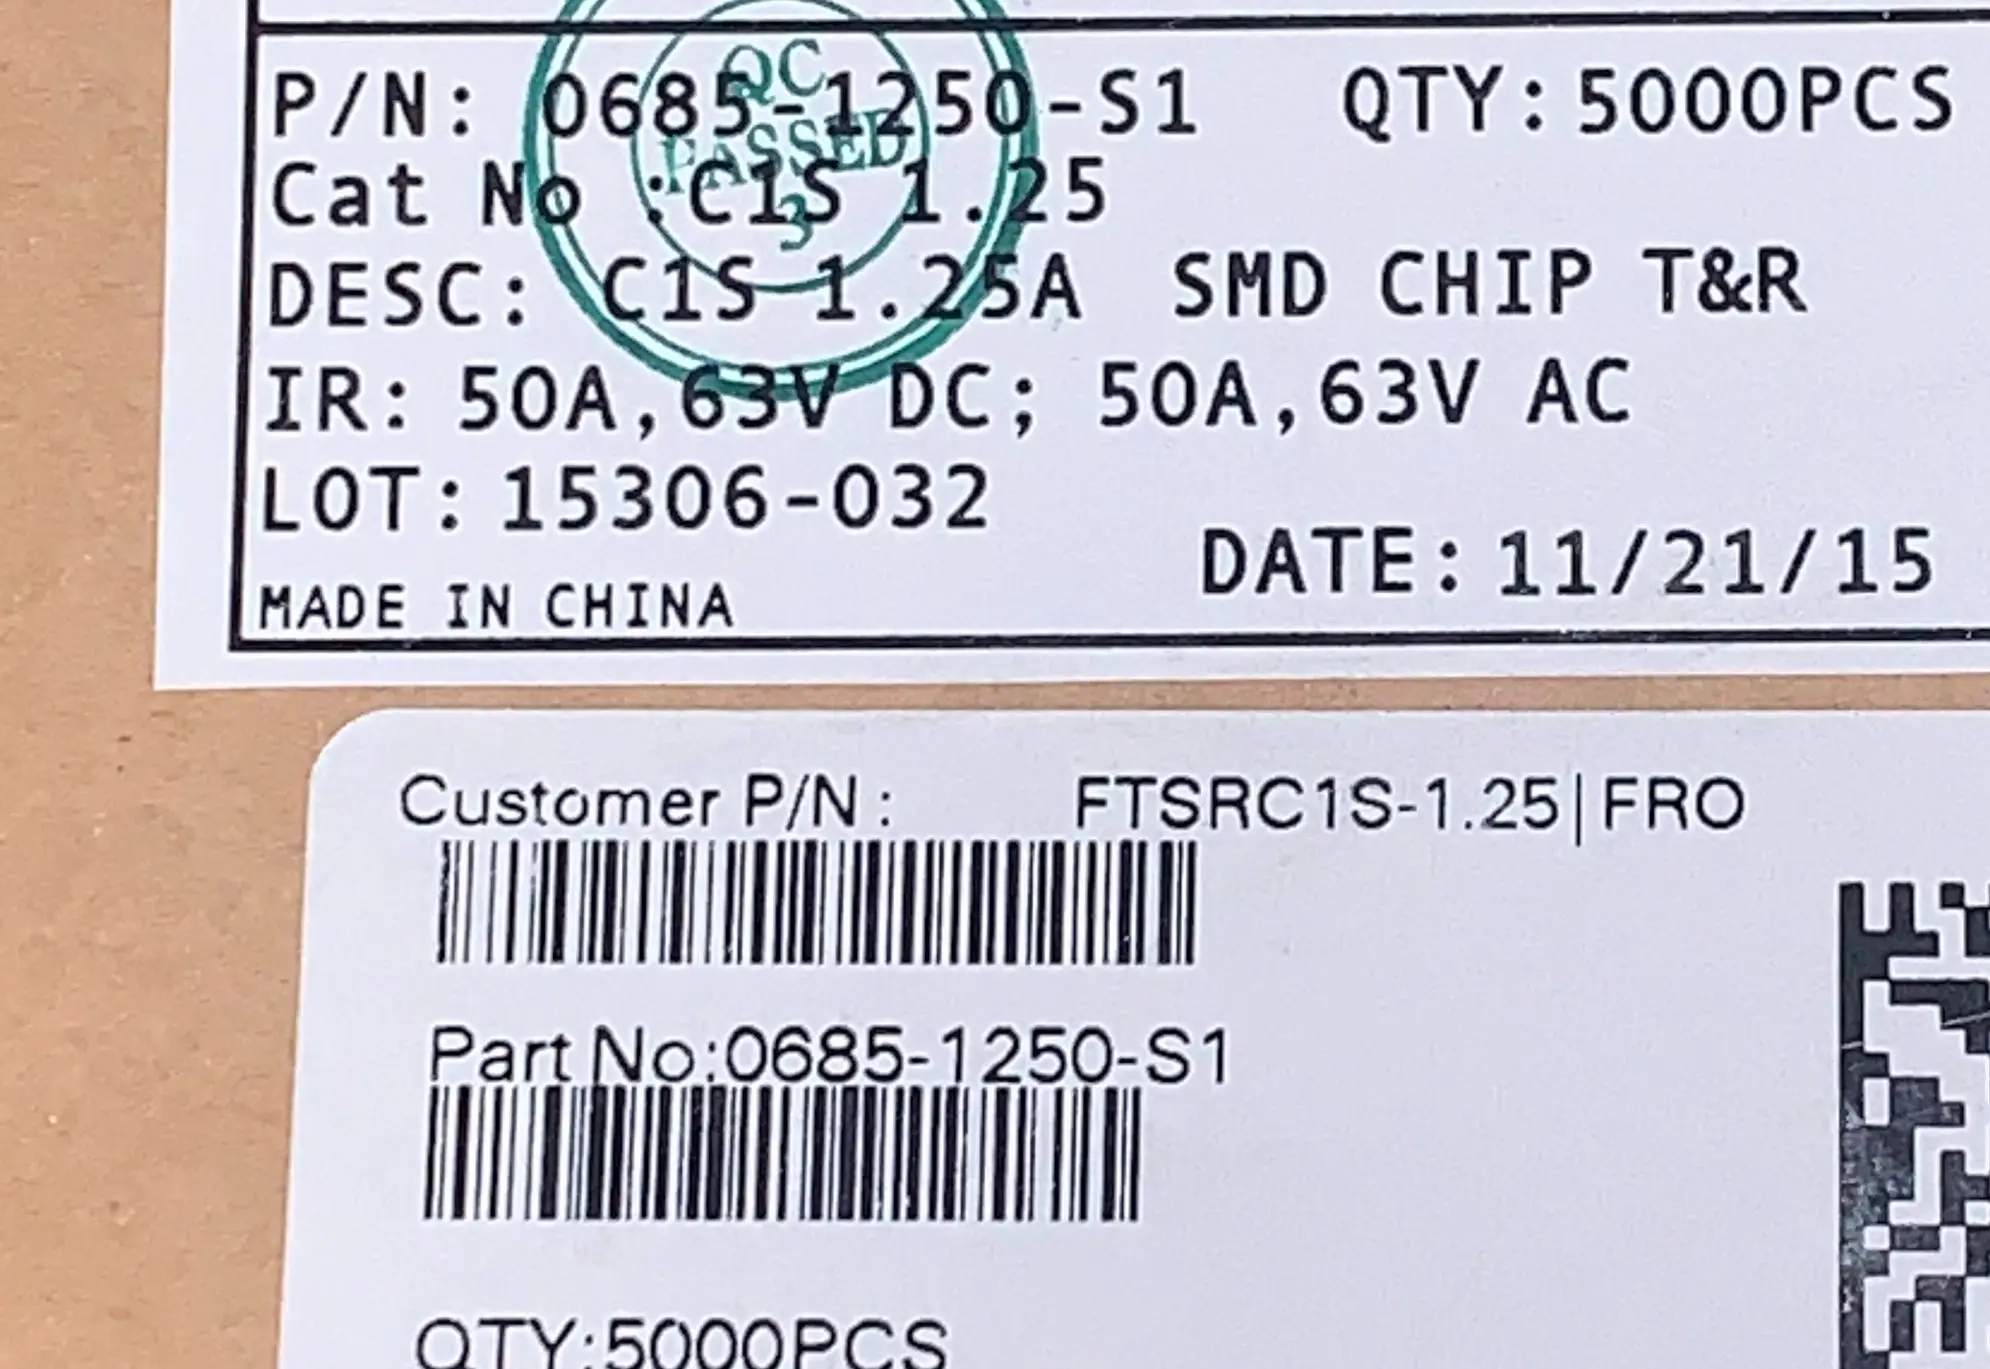 P/N: 0685-1250-S1 QTY:5000PCS
QC
PASSED
3
Cat No :C1S 1.25
DESC: C1S 1.25A SMD CHIP T&R
IR: 50A,63V DC; 50A,63V AC
LOT:15306-032
DATE:11/21/15
MADE IN CHINA
Customer P/N: FTSRC1S-1.25|FRO
Part No:0685-1250-S1
QTY:5000PCS